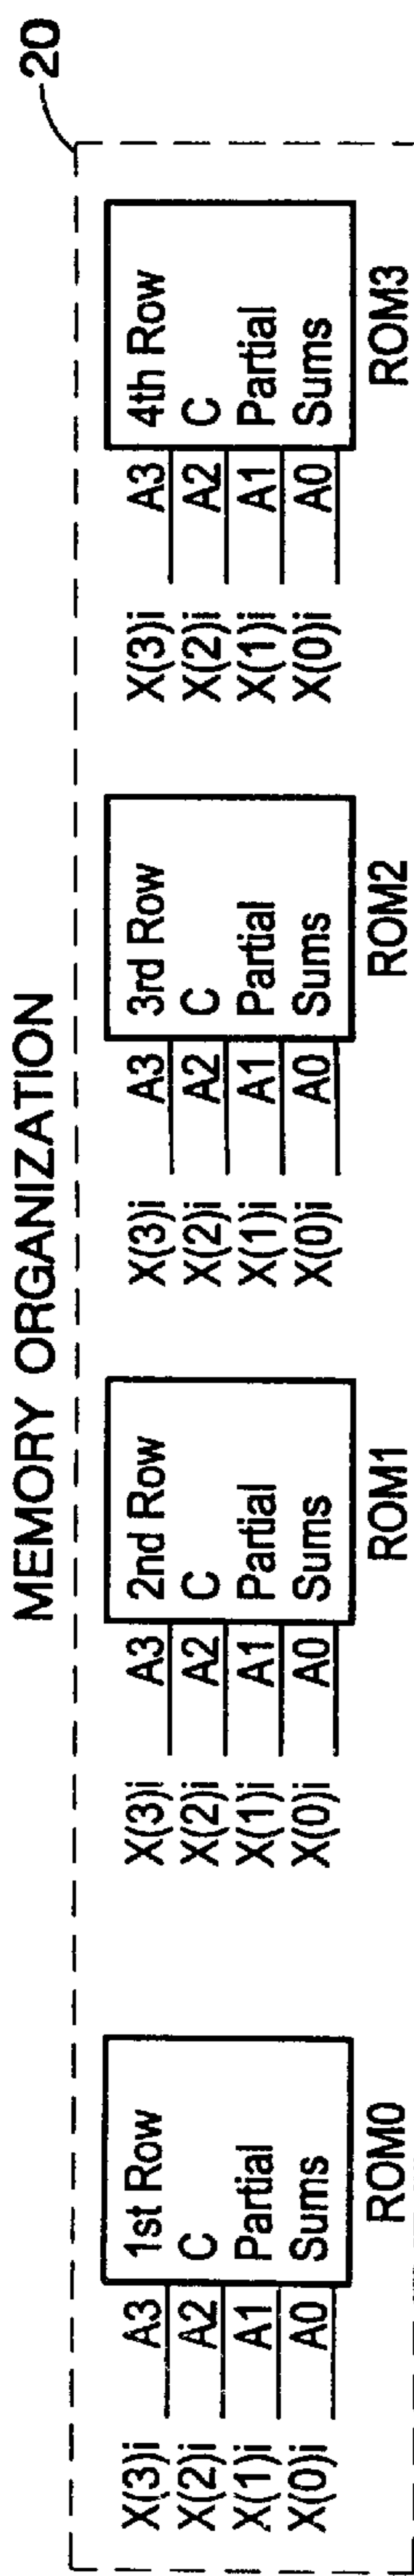 MEMORY ORGANIZATION
20
X(3)i A3 1st Row
X(2)i A2 C
X(1)i A1 Partial
X(0)i A0 Sums
ROM0
X(3)i A3 2nd Row
X(2)i A2 C
X(1)i A1 Partial
X(0)i A0 Sums
ROM1
X(3)i A3 3rd Row
X(2)i A2 C
X(1)i A1 Partial
X(0)i A0 Sums
ROM2
X(3)i A3 4th Row
X(2)i A2 C
X(1)i A1 Partial
X(0)i A0 Sums
ROM3